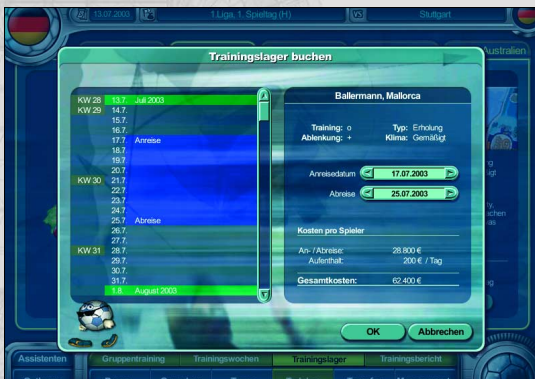 Di 13.07.2003 1.Liga, 1. Spieltag (H) VS Stuttgart
Australien
Trainingslager buchen
KW 28 13.7. Juli 2003
KW 29 14.7.
15.7.
16.7.
17.7. Anreise
18.7.
19.7
20.7.
KW 30 21.7.
22.7.
23.7.
24.7.
25.7. Abreise
26.7.
27.7.
KW 31 28.7.
29.7.
30.7.
31.7.
1.8. August 2003
Ballermann, Mallorca
Training: o Typ: Erholung
Ablenkung: + Klima: Gemäßigt
Anreisedatum 17.07.2003
Abreise 25.07.2003
Kosten pro Spieler
An- / Abreise: 28.800 €
Aufenthalt: 200 € / Tag
Gesamtkosten: 62.400 €
OK Abbrechen
Assistenten Gruppentraining Trainingswochen Trainingslager Trainingsbericht